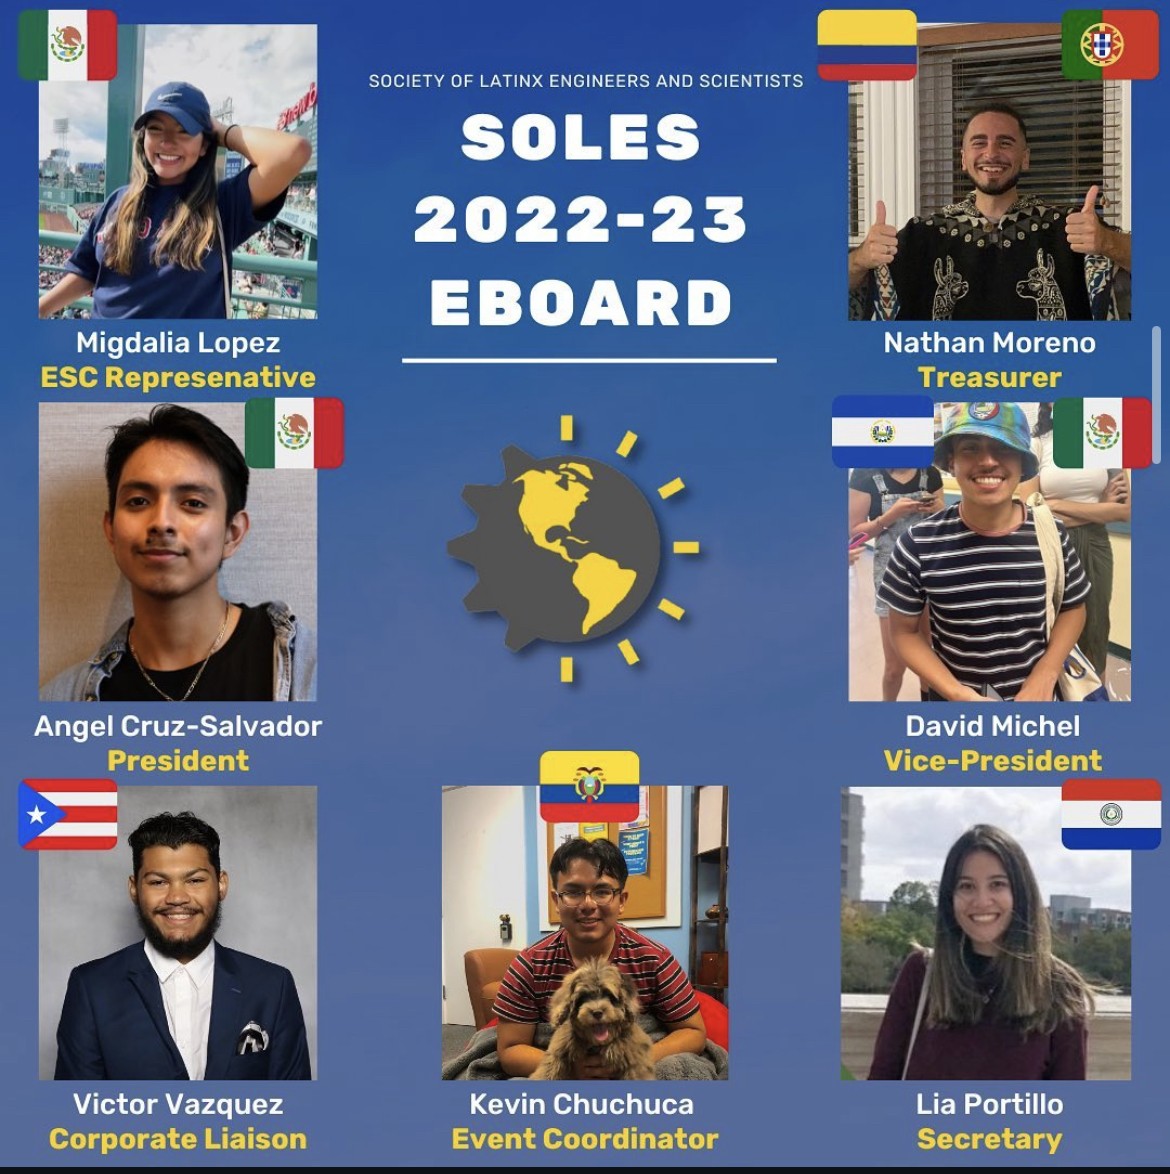 SOCIETY OF LATINX ENGINEERS AND SCIENTISTS
SOLES
2022-23
EBOARD
Migdalia Lopez
ESC Represenative
Nathan Moreno
Treasurer
Angel Cruz-Salvador
President
David Michel
Vice-President
Victor Vazquez
Corporate Liaison
Kevin Chuchuca
Event Coordinator
Lia Portillo
Secretary